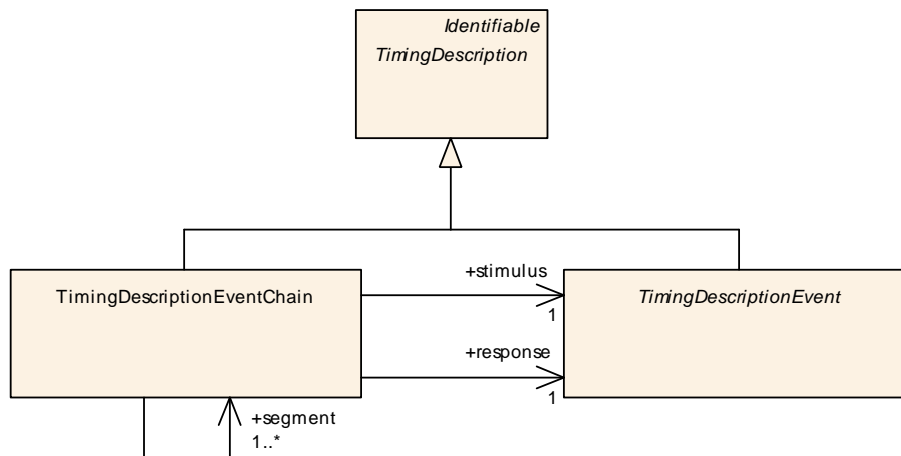 Identifiable
TimingDescription
+stimulus
TimingDescriptionEventChain
TimingDescriptionEvent
1
+response
1
+segment
1..*